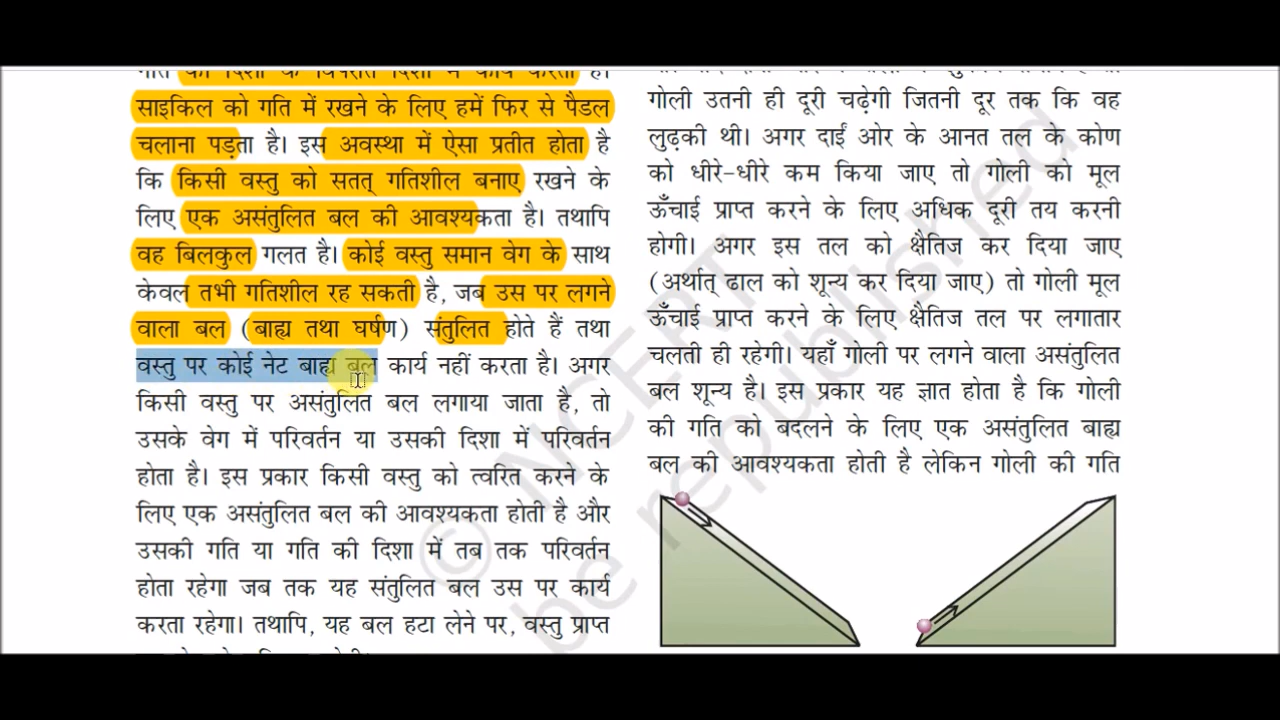 साइकिल को गति में रखने के लिए हमें फिर से पैडल
चलाना पड़ता है। इस अवस्था में ऐसा प्रतीत होता है
कि किसी वस्तु को सतत् गतिशील बनाए रखने के
लिए एक असंतुलित बल की आवश्यकता है। तथापि
वह बिलकुल गलत है। कोई वस्तु समान वेग के साथ
केवल तभी गतिशील रह सकती है, जब उस पर लगने
वाला बल (बाह्य तथा घर्षण) संतुलित होते हैं तथा
वस्तु पर कोई नेट बाह्य बल कार्य नहीं करता है। अगर
किसी वस्तु पर असंतुलित बल लगाया जाता है, तो
उसके वेग में परिवर्तन या उसकी दिशा में परिवर्तन
होता है। इस प्रकार किसी वस्तु को त्वरित करने के
लिए एक असंतुलित बल की आवश्यकता होती है और
उसकी गति या गति की दिशा में तब तक परिवर्तन
होता रहेगा जब तक यह संतुलित बल उस पर कार्य
करता रहेगा। तथापि, यह बल हटा लेने पर, वस्तु प्राप्त
गोली उतनी ही दूरी चढ़ेगी जितनी दूर तक कि वह
लुढ़की थी। अगर दाईं ओर के आनत तल के कोण
को धीरे-धीरे कम किया जाए तो गोली को मूल
ऊँचाई प्राप्त करने के लिए अधिक दूरी तय करनी
होगी। अगर इस तल को क्षैतिज कर दिया जाए
(अर्थात् ढाल को शून्य कर दिया जाए) तो गोली मूल
ऊँचाई प्राप्त करने के लिए क्षैतिज तल पर लगातार
चलती ही रहेगी। यहाँ गोली पर लगने वाला असंतुलित
बल शून्य है। इस प्रकार यह ज्ञात होता है कि गोली
की गति को बदलने के लिए एक असंतुलित बाह्य
बल की आवश्यकता होती है लेकिन गोली की गति
© NCERT
be republished